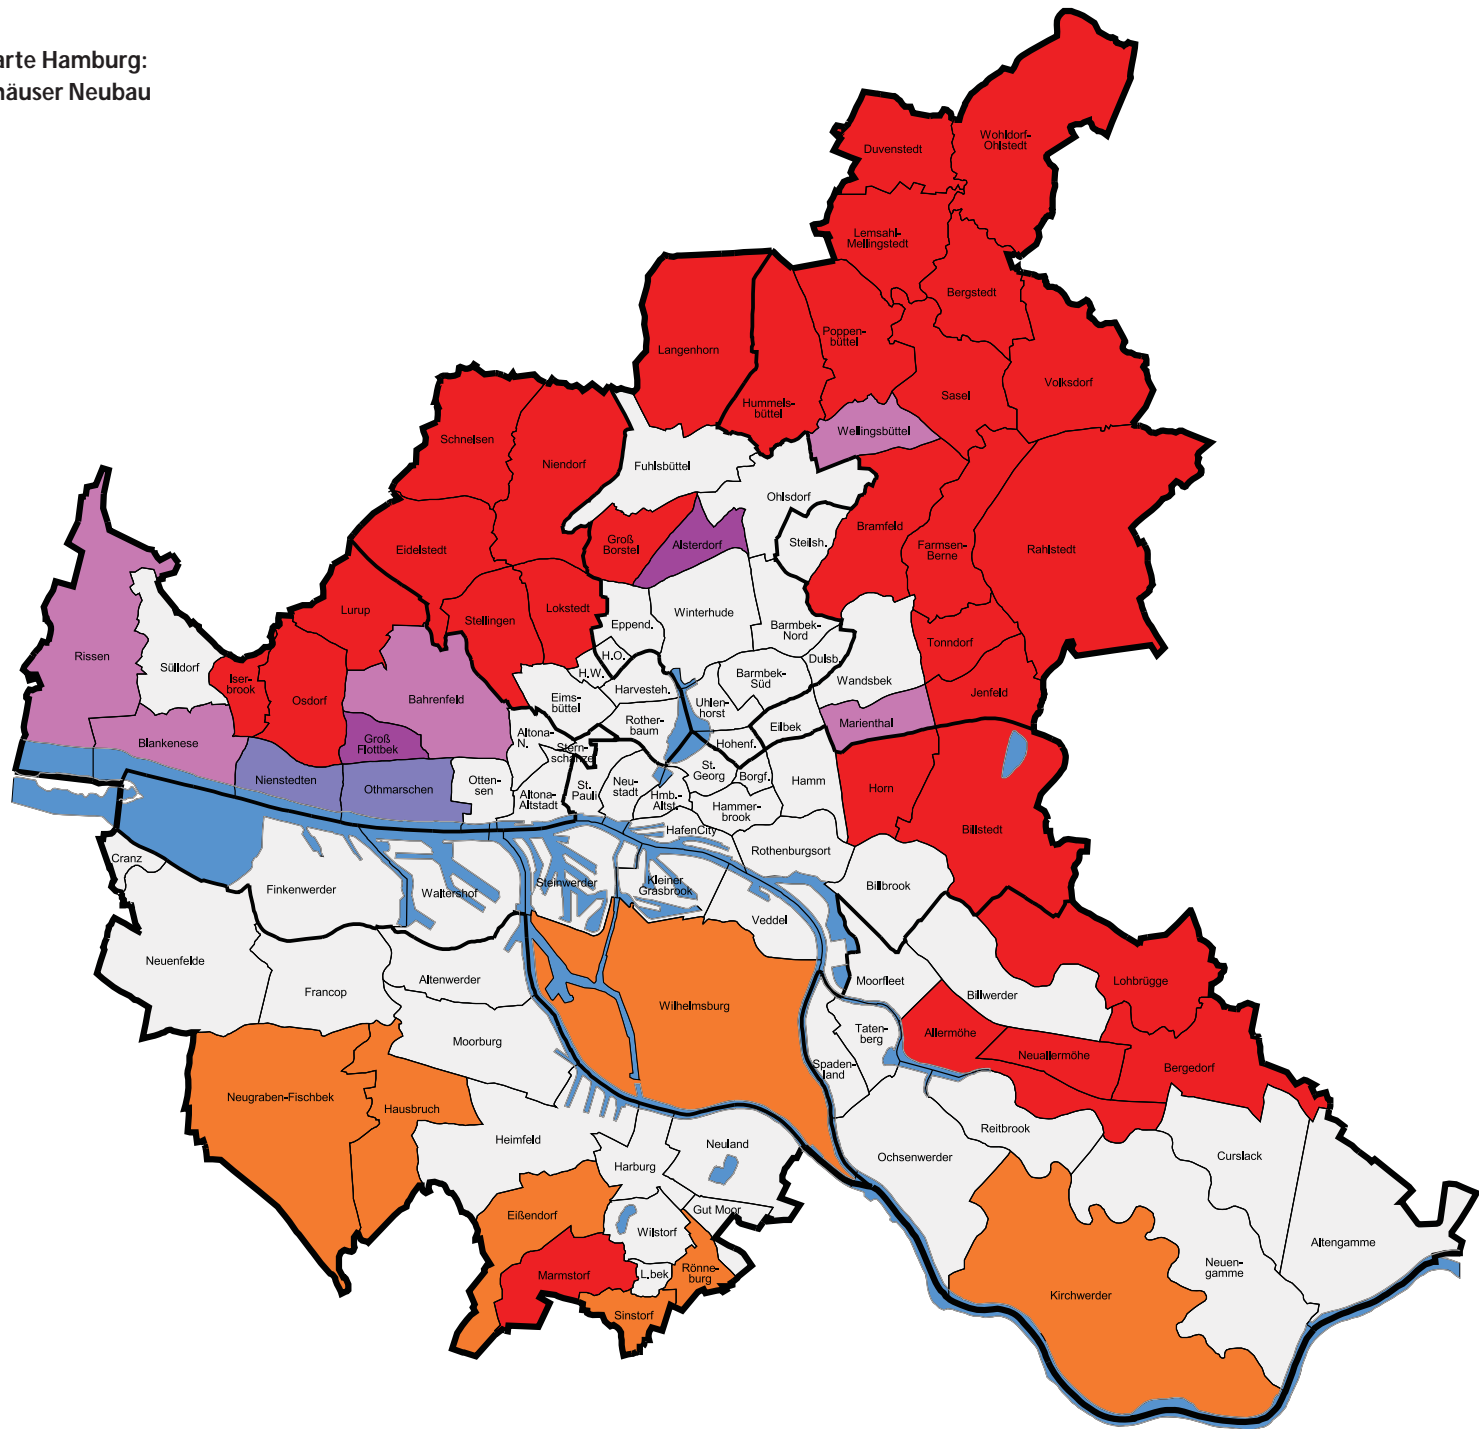 arte Hamburg:
häuser Neubau
Duvenstedt
Wohldorf-
Ohlstedt
Lemsahl-
Mellingstedt
Bergstedt
Poppen-
büttel
Langenhorn
Volksdorf
Sasel
Hummels-
büttel
Wellingsbüttel
Schnelsen
Niendorf
Fuhlsbüttel
Ohlsdorf
Bramfeld
Farmsen-
Berne
Rahlstedt
Eidelstedt
Groß
Borstel
Alsterdorf
Steilsh.
Lurup
Stellingen
Lokstedt
Eppend.
Winterhude
Barmbek-
Nord
Tonndorf
Rissen
Sülldorf
Iser-
brook
Osdorf
Bahrenfeld
H.O.
H.W.
Harvesteh.
Barmbek-
Süd
Dulsb.
Wandsbek
Jenfeld
Eims-
büttel
Uhlen-
horst
Rother-
baum
Marienthal
Eilbek
Hohenf.
Blankenese
Groß
Flottbek
Altona-
N.
Stern-
schanze
Nienstedten
Othmarschen
Otten-
sen
Altona-
Altstadt
St.
Pauli
Neu-
stadt
St.
Georg
Borgf.
Hamm
Horn
Hmb.-
Altst.
Hammer-
brook
HafenCity
Rothenburgsort
Billstedt
Billbrook
Cranz
Finkenwerder
Waltershof
Steinwerder
Kleiner
Grasbrook
Veddel
Neuenfelde
Francop
Altenwerder
Wilhelmsburg
Moorfleet
Billwerder
Lohbrügge
Moorburg
Taten-
berg
Allermöhe
Neuallermöhe
Bergedorf
Spaden-
land
Neugraben-Fischbek
Hausbruch
Heimfeld
Harburg
Neuland
Ochsenwerder
Reitbrook
Curslack
Eißendorf
Gut Moor
Wilstorf
Altengamme
Marmstorf
L.bek
Rönne-
burg
Neuen-
gamme
Kirchwerder
Sinstorf